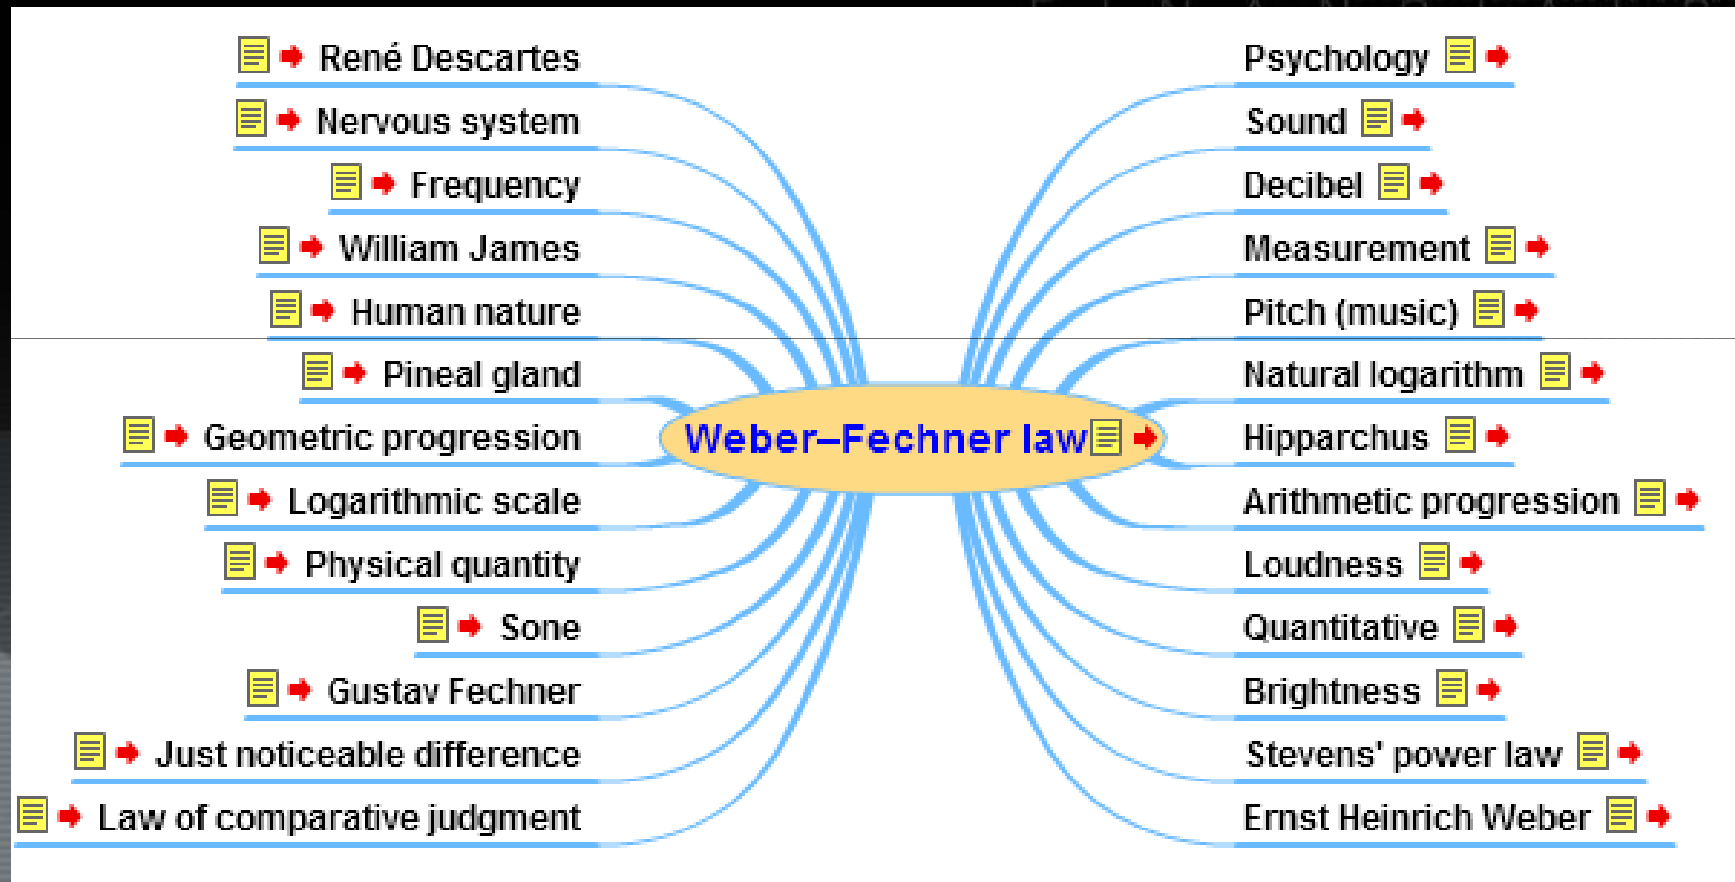 René Descartes
Nervous system
Frequency
William James
Human nature
Pineal gland
Geometric progression
Logarithmic scale
Physical quantity
Sone
Gustav Fechner
Just noticeable difference
Law of comparative judgment
Weber–Fechner law
Psychology
Sound
Decibel
Measurement
Pitch (music)
Natural logarithm
Hipparchus
Arithmetic progression
Loudness
Quantitative
Brightness
Stevens' power law
Ernst Heinrich Weber